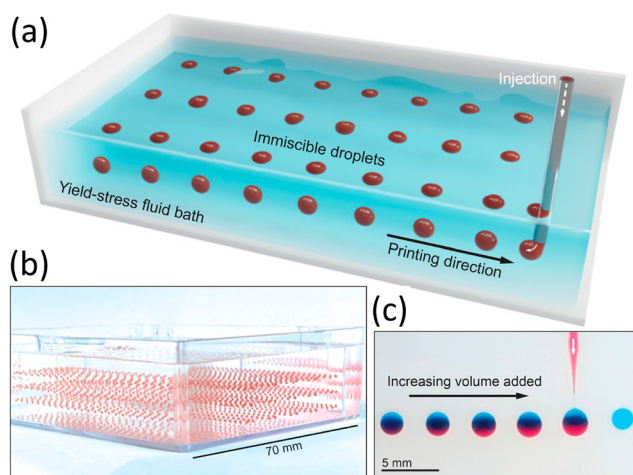 (a)
Injection
Immiscible droplets
Yield-stress fluid bath
Printing direction
(b)
70 mm
(c)
Increasing volume added
5 mm